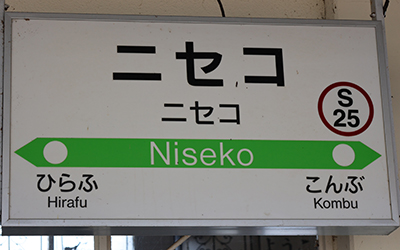 ニセコ
ニセコ
S
25
Niseko
ひらふ こんぶ
Hirafu Kombu